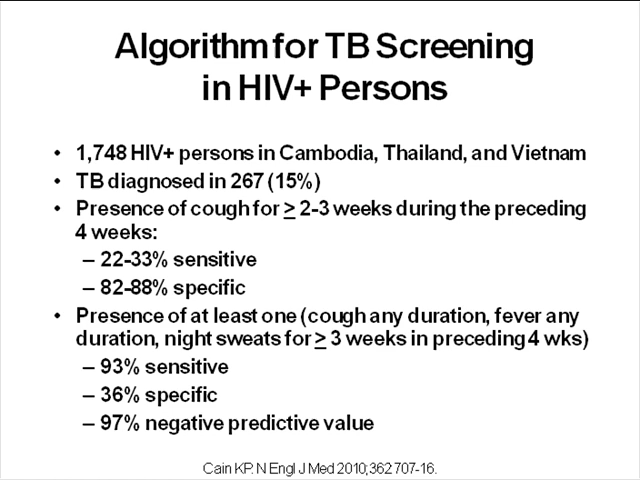 Algorithm for TB Screening
in HIV+ Persons
• 1,748 HIV+ persons in Cambodia, Thailand, and Vietnam
• TB diagnosed in 267 (15%)
• Presence of cough for ≥ 2-3 weeks during the preceding
4 weeks:
– 22-33% sensitive
– 82-88% specific
• Presence of at least one (cough any duration, fever any
duration, night sweats for ≥ 3 weeks in preceding 4 wks)
– 93% sensitive
– 36% specific
– 97% negative predictive value
Cain KP. N Engl J Med 2010;362707-16.